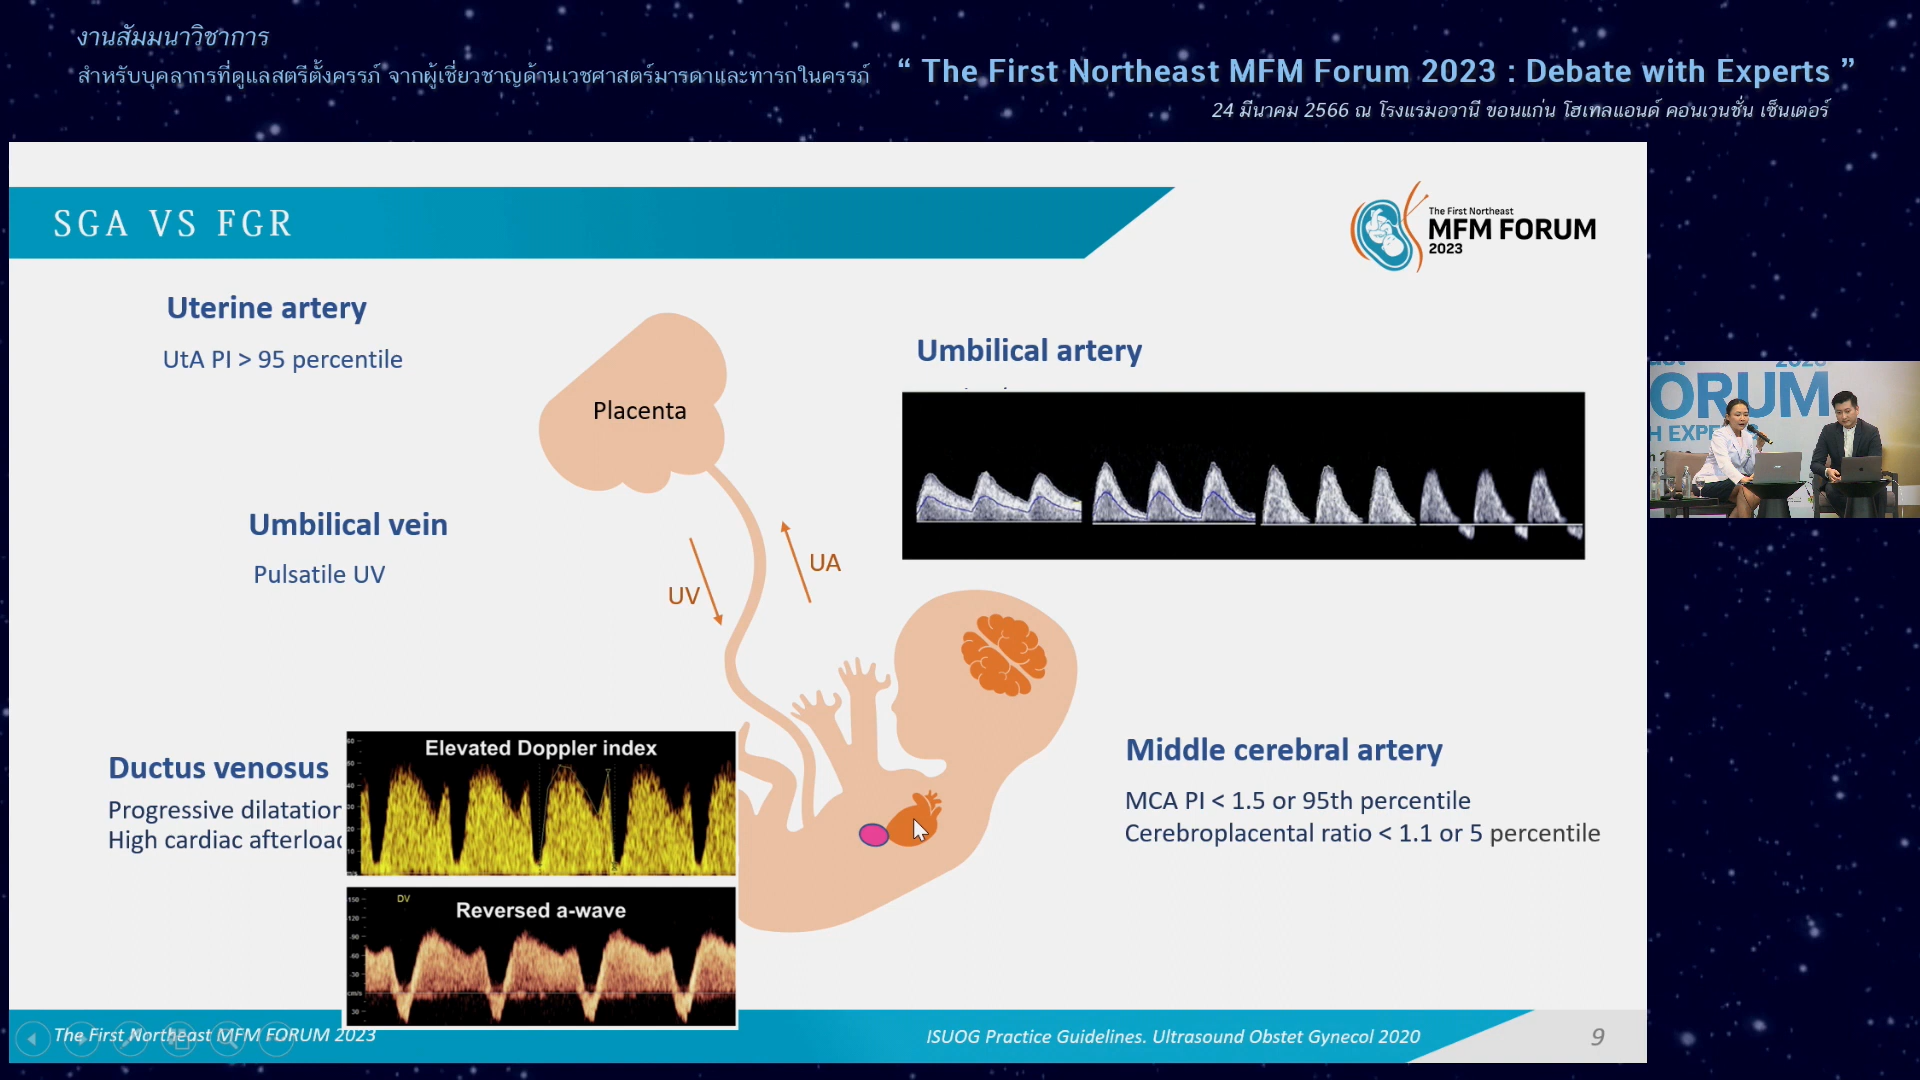 งานสัมมนาวิชาการ
สำหรับบุคลากรที่ดูแลสตรีตั้งครรภ์ จากผู้เชี่ยวชาญด้านเวชศาสตร์มารดาและทารกในครรภ์
“ The First Northeast MFM Forum 2023 : Debate with Experts ”
24 มีนาคม 2566 ณ โรงแรมอวานี ขอนแก่น โฮเทลแอนด์ คอนเวนชั่น เซ็นเตอร์
SGA VS FGR
The First Northeast
MFM FORUM
2023
Uterine artery
UtA PI > 95 percentile
Placenta
Umbilical artery
Umbilical vein
Pulsatile UV
UV
UA
Ductus venosus
Progressive dilatation
High cardiac afterload
Elevated Doppler index
DV
Reversed a-wave
Middle cerebral artery
MCA PI < 1.5 or 95th percentile
Cerebroplacental ratio < 1.1 or 5 percentile
The First Northeast MFM FORUM 2023
ISUOG Practice Guidelines. Ultrasound Obstet Gynecol 2020
9
FORUM